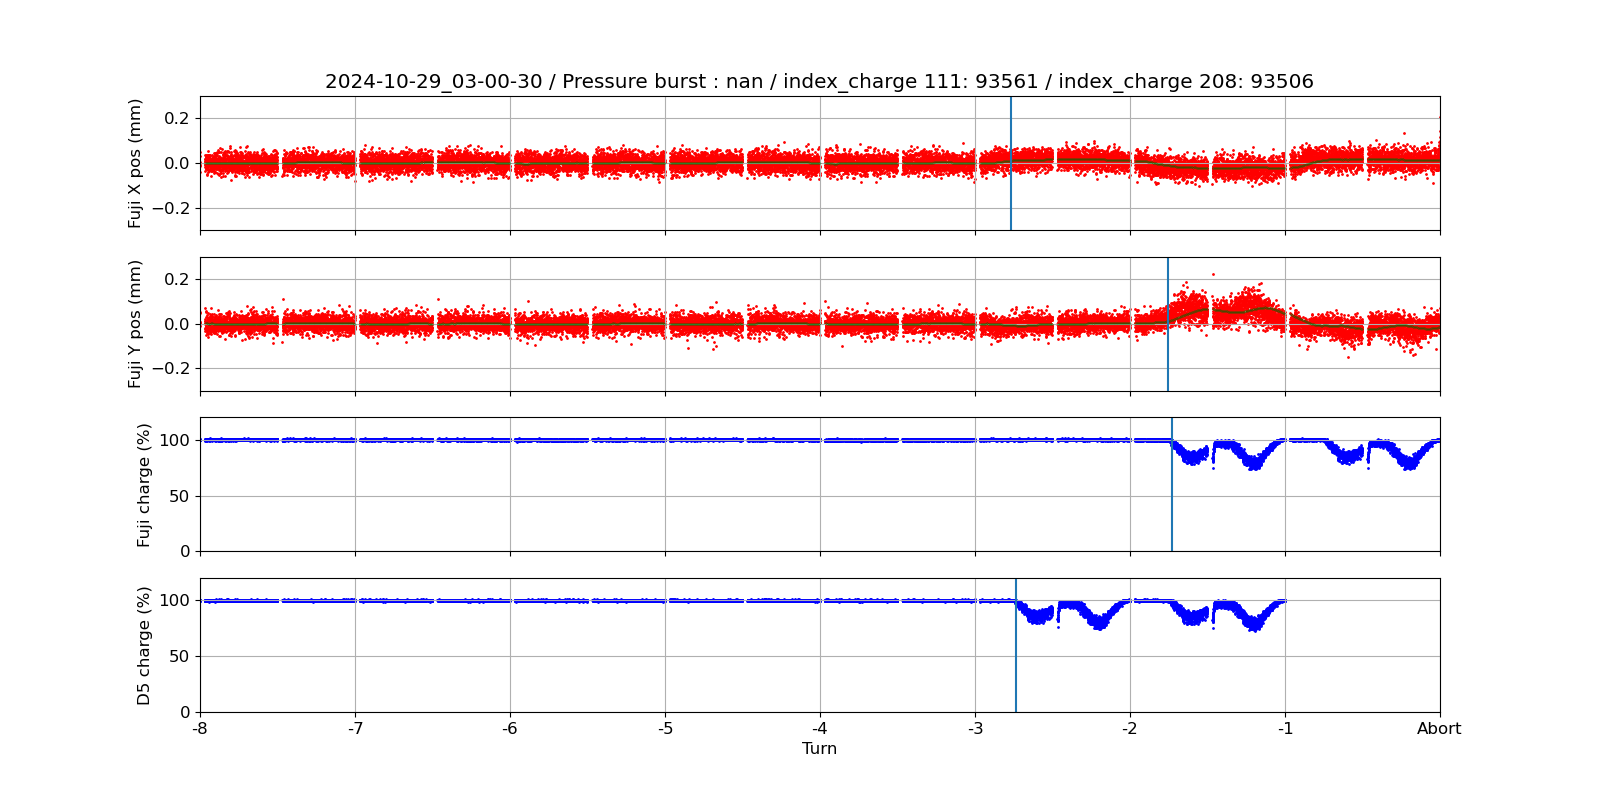 2024-10-29_03-00-30 / Pressure burst : nan / index_charge 111: 93561 / index_charge 208: 93506
Fuji X pos (mm)
0.2
0.0
−0.2
Fuji Y pos (mm)
0.2
0.0
−0.2
Fuji charge (%)
100
50
0
D5 charge (%)
100
50
0
-8 -7 -6 -5 -4 -3 -2 -1 Abort
Turn